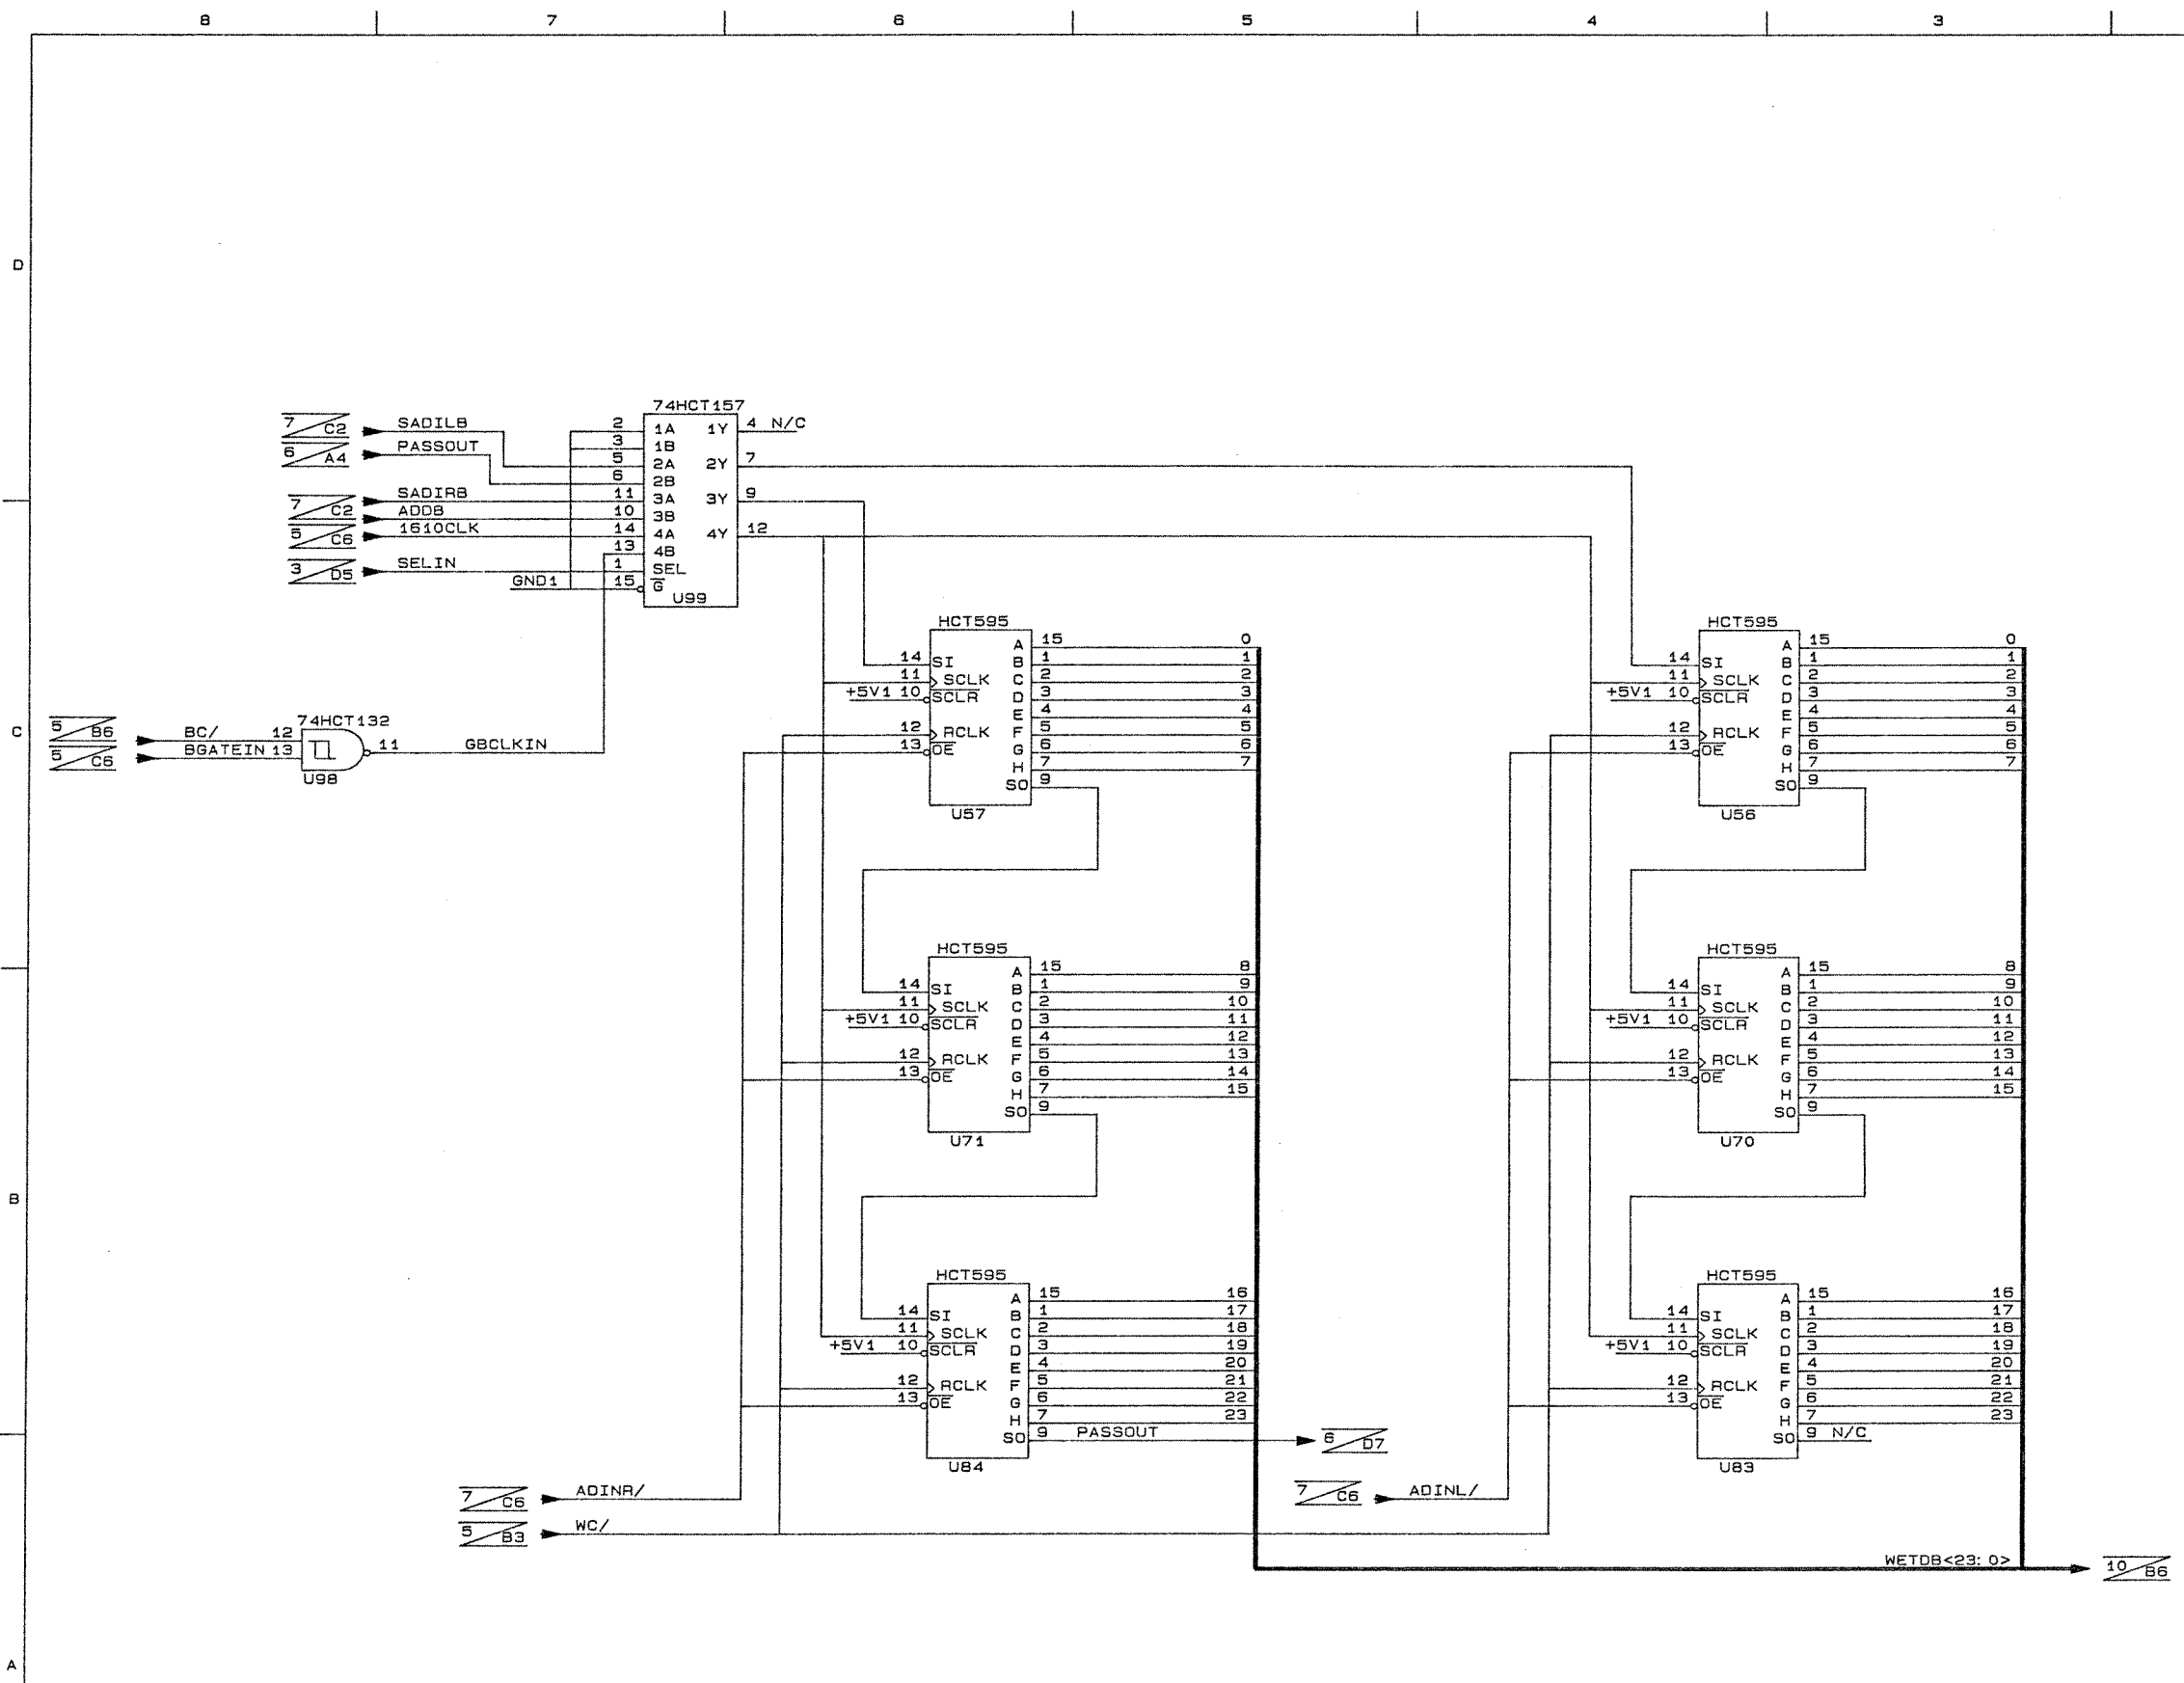 8 7 6 5 4 3
D
C
B
A
74HCT157
7 C2 SADILB
6 A4 PASSOUT
7 C2 SADIRB
ADDB
5 C6 1610CLK
3 D5 SELIN
GND1
2 1A 1Y 4 N/C
3 1B
5 2A 2Y 7
6 2B
11 3A 3Y 9
10 3B
14 4A 4Y 12
13 4B
1 SEL
15 G
U99
5 B6 BC/ 12
5 C6 BGATEIN 13
74HCT132
11 GBCLKIN
U98
HCT595
A 15 0
14 SI B 1 1
11 SCLK C 2 2
+5V1 10 SCLR D 3 3
E 4 4
12 RCLK F 5 5
13 OE G 6 6
H 7 7
SO 9
U57
HCT595
A 15 0
14 SI B 1 1
11 SCLK C 2 2
+5V1 10 SCLR D 3 3
E 4 4
12 RCLK F 5 5
13 OE G 6 6
H 7 7
SO 9
U56
HCT595
A 15 8
14 SI B 1 9
11 SCLK C 2 10
+5V1 10 SCLR D 3 11
E 4 12
12 RCLK F 5 13
13 OE G 6 14
H 7 15
SO 9
U71
HCT595
A 15 8
14 SI B 1 9
11 SCLK C 2 10
+5V1 10 SCLR D 3 11
E 4 12
12 RCLK F 5 13
13 OE G 6 14
H 7 15
SO 9
U70
HCT595
A 15 16
14 SI B 1 17
11 SCLK C 2 18
+5V1 10 SCLR D 3 19
E 4 20
12 RCLK F 5 21
13 OE G 6 22
H 7 23
SO 9 PASSOUT 6 D7
U84
HCT595
A 15 16
14 SI B 1 17
11 SCLK C 2 18
+5V1 10 SCLR D 3 19
E 4 20
12 RCLK F 5 21
13 OE G 6 22
H 7 23
SO 9 N/C
U83
7 C6 ADINR/
7 C6 ADINL/
5 B3 WC/
WETDB<23:0> 10 B6